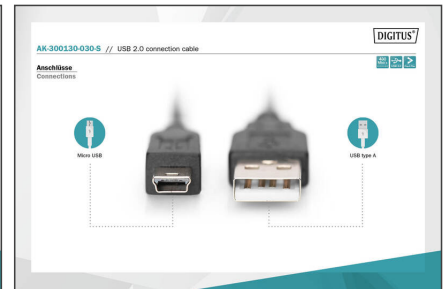 DIGITUS®
AK-300130-030-S // USB 2.0 connection cable
Anschlüsse
Connections
Micro USB
USB type A